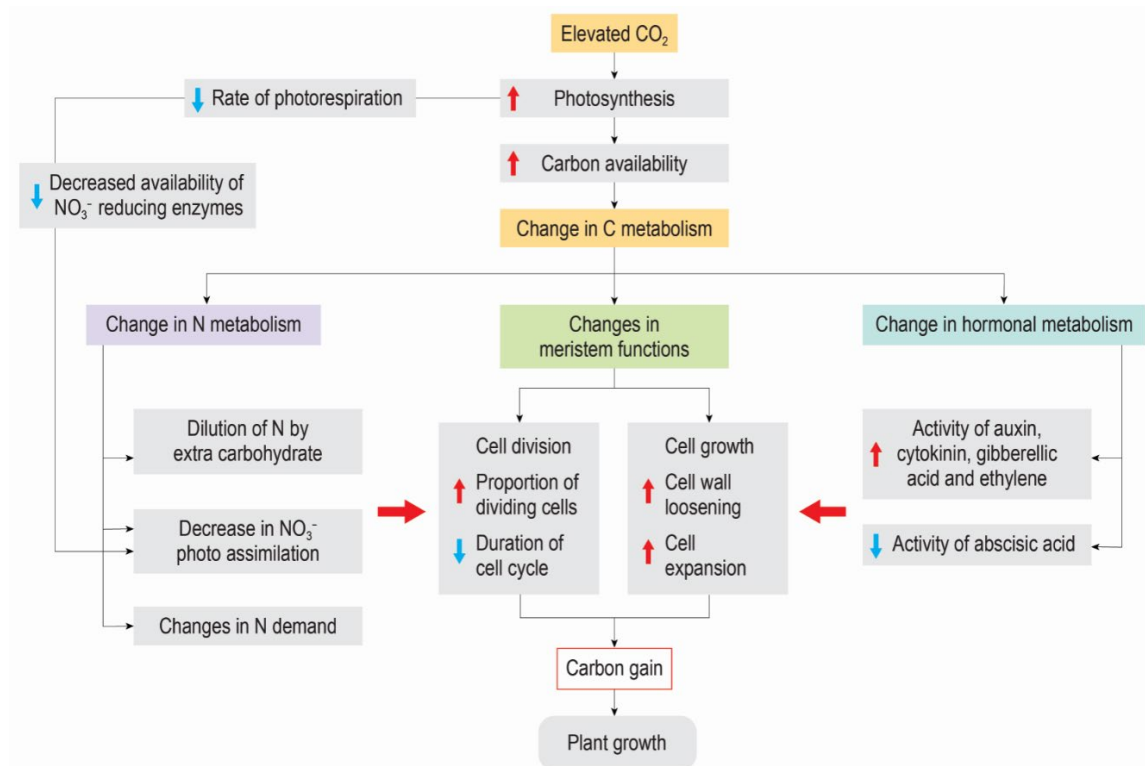 Elevated CO₂
Rate of photorespiration
Photosynthesis
Decreased availability of
NO₃⁻ reducing enzymes
Carbon availability
Change in C metabolism
Change in N metabolism
Changes in
meristem functions
Change in hormonal metabolism
Dilution of N by
extra carbohydrate
Decrease in NO₃⁻
photo assimilation
Changes in N demand
Cell division
Proportion of
dividing cells
Duration of
cell cycle
Cell growth
Cell wall
loosening
Cell
expansion
Activity of auxin,
cytokinin, gibberellic
acid and ethylene
Activity of abscisic acid
Carbon gain
Plant growth